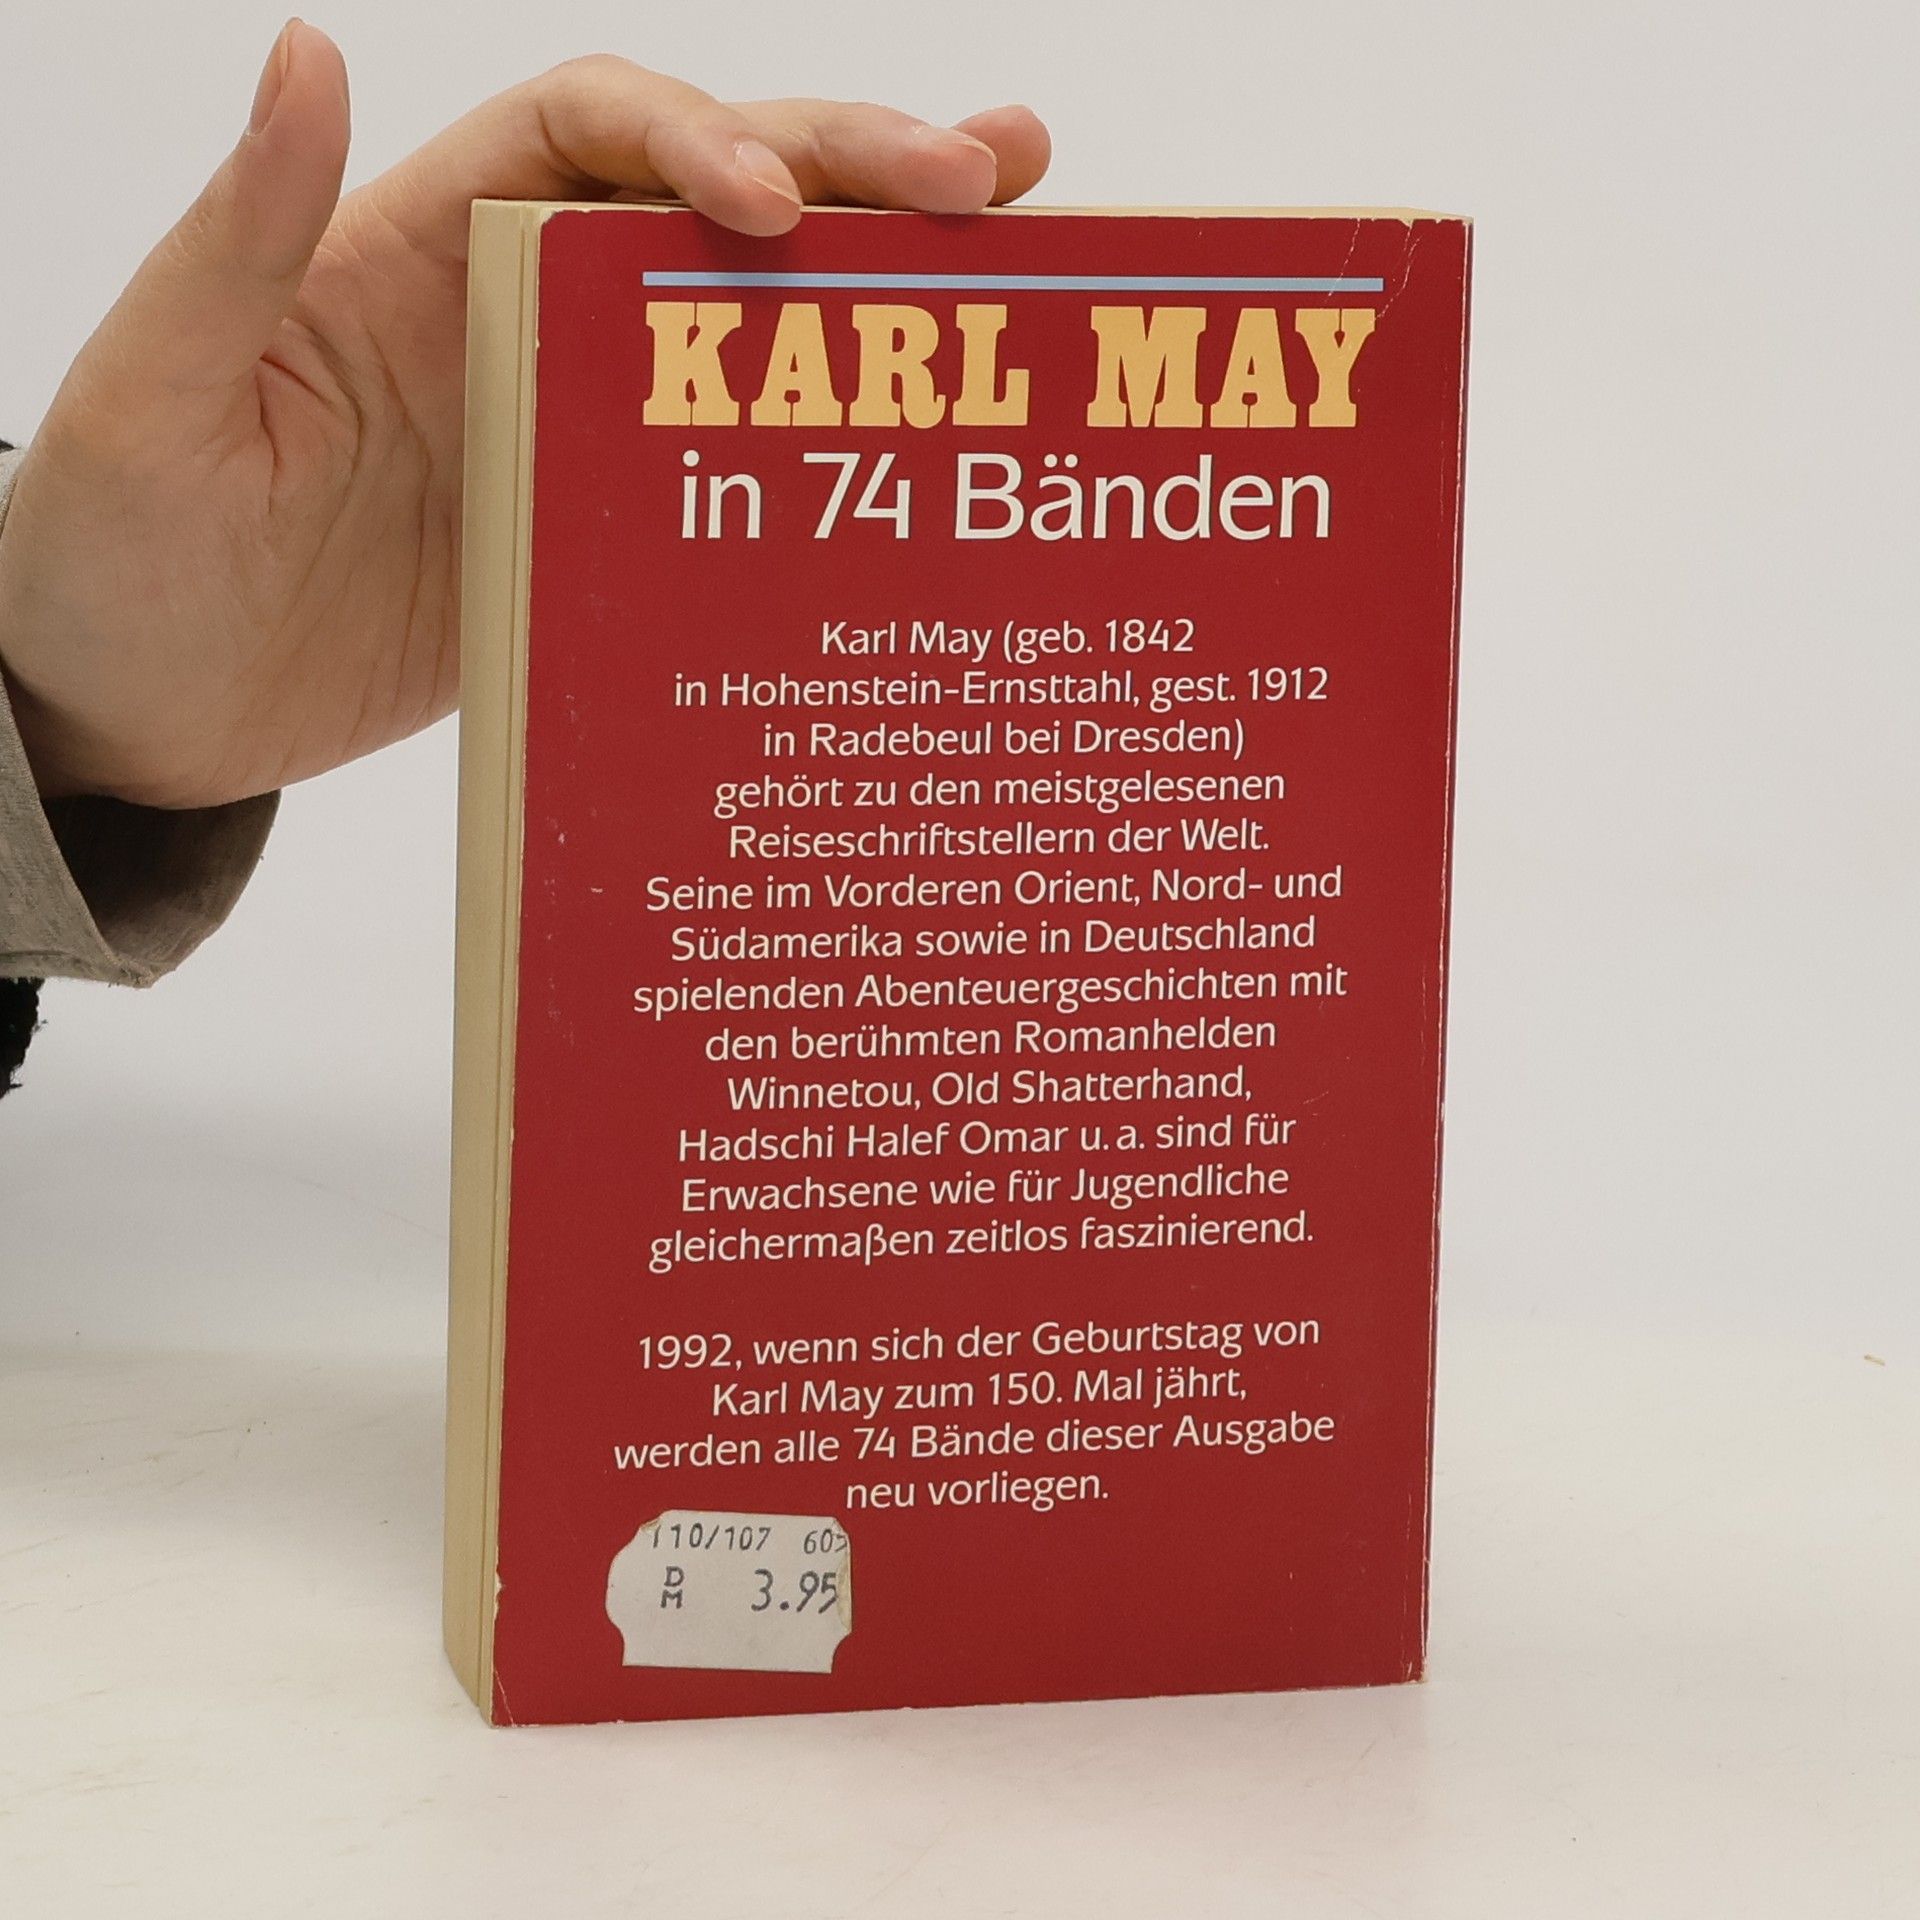 KARL MAY
in 74 Bänden
Karl May (geb. 1842
in Hohenstein-Ernstthal, gest. 1912
in Radebeul bei Dresden)
gehört zu den meistgelesenen
Reiseschriftstellern der Welt.
Seine im Vorderen Orient, Nord- und
Südamerika sowie in Deutschland
spielenden Abenteuergeschichten mit
den berühmten Romanhelden
Winnetou, Old Shatterhand,
Hadschi Halef Omar u. a. sind für
Erwachsene wie für Jugendliche
gleichermaßen zeitlos faszinierend.
1992, wenn sich der Geburtstag von
Karl May zum 150. Mal jährt,
werden alle 74 Bände dieser Ausgabe
neu vorliegen.
110/107 605
DM 3.95